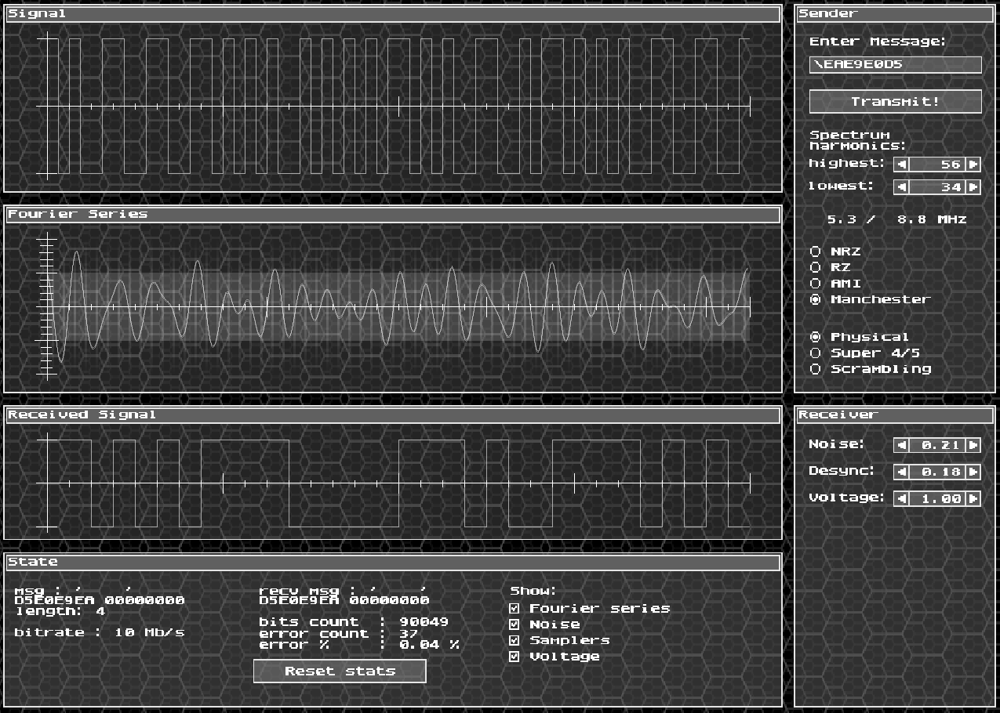 Signal
Sender
Enter Message:
\EAE9E0D5
Transmit!
Spectrum
harmonics:
highest: 56
lowest: 34
5.3 / 8.8 MHz
NRZ
RZ
AMI
Manchester
Physical
Super 4/5
Scrambling
Fourier Series
Received Signal
Receiver
Noise: 0.21
Desync: 0.18
Voltage: 1.00
State
msg : ' '
D5E0E9EA 00000000
length: 4
bitrate : 10 Mb/s
recv msg : ' '
D5E0E9EA 00000000
bits count : 90049
error count : 37
error % : 0.04 %
Reset stats
Show:
Fourier series
Noise
Samplers
Voltage